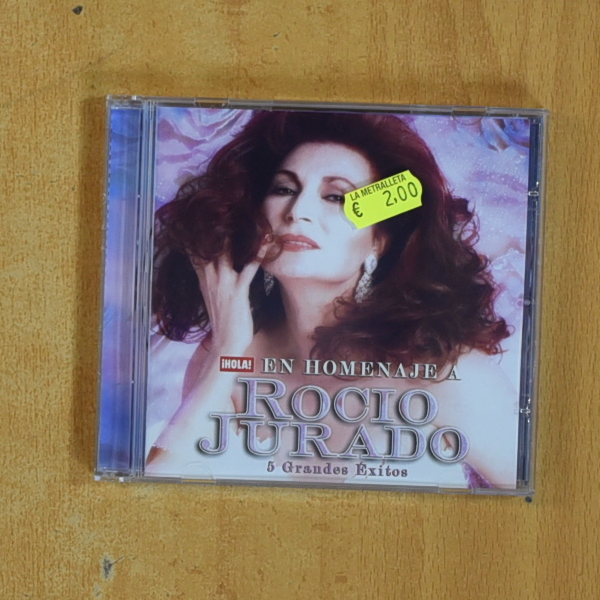 LA METRALLETA
€ 2,00
¡HOLA! EN HOMENAJE A
ROCIO
JURADO
5 Grandes Éxitos